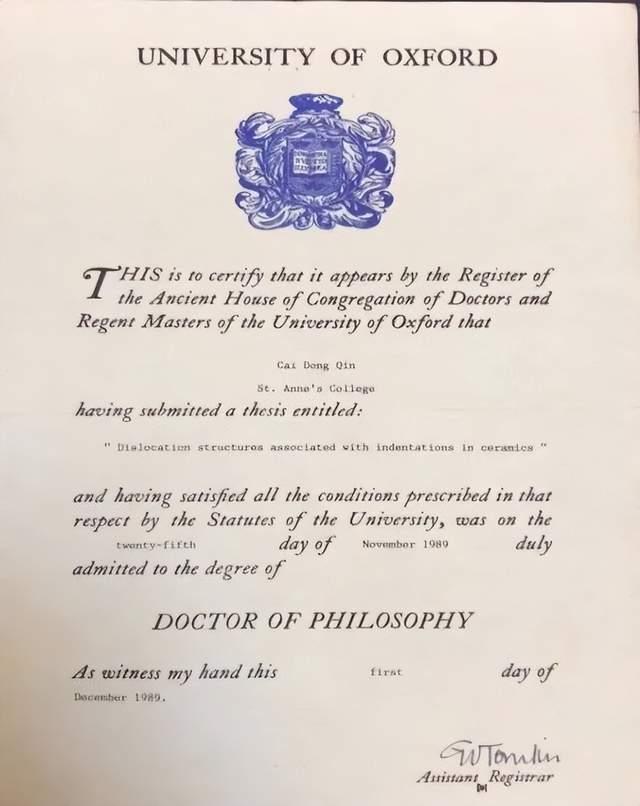 UNIVERSITY OF OXFORD
THIS is to certify that it appears by the Register of
the Ancient House of Congregation of Doctors and
Regent Masters of the University of Oxford that
Cai Dong Qin
St. Anne's College
having submitted a thesis entitled:
" Dislocation structures associated with indentations in ceramics "
and having satisfied all the conditions prescribed in that
respect by the Statutes of the University, was on the
twenty-fifth day of November 1989 duly
admitted to the degree of
DOCTOR OF PHILOSOPHY
As witness my hand this first day of
December 1989.
Assistant Registrar